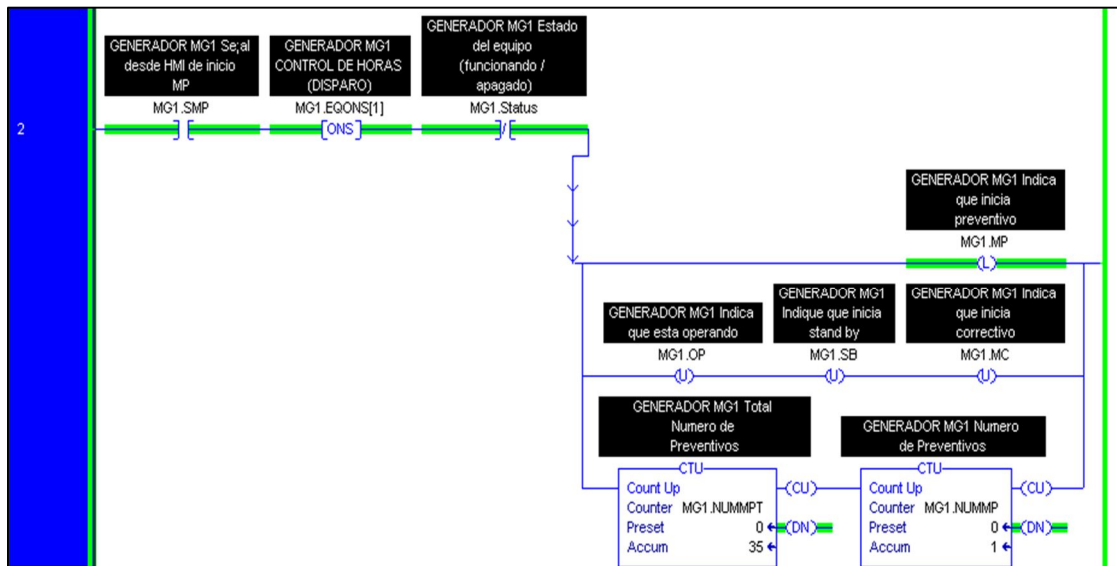 GENERADOR MG1 Se;al
desde HMI de inicio
MP
MG1.SMP
GENERADOR MG1
CONTROL DE HORAS
(DISPARO)
MG1.EQONS[1]
ONS
GENERADOR MG1 Estado
del equipo
(funcionando /
apagado)
MG1.Status
2
GENERADOR MG1 Indica
que inicia
preventivo
MG1.MP
L
GENERADOR MG1 Indica
que esta operando
MG1.OP
U
GENERADOR MG1
Indique que inicia
stand by
MG1.SB
U
GENERADOR MG1 Indica
que inicia
correctivo
MG1.MC
U
GENERADOR MG1 Total
Numero de
Preventivos
CTU
Count Up
Counter MG1.NUMMPT
Preset 0
Accum 35
CU
DN
GENERADOR MG1 Numero
de Preventivos
CTU
Count Up
Counter MG1.NUMMP
Preset 0
Accum 1
CU
DN